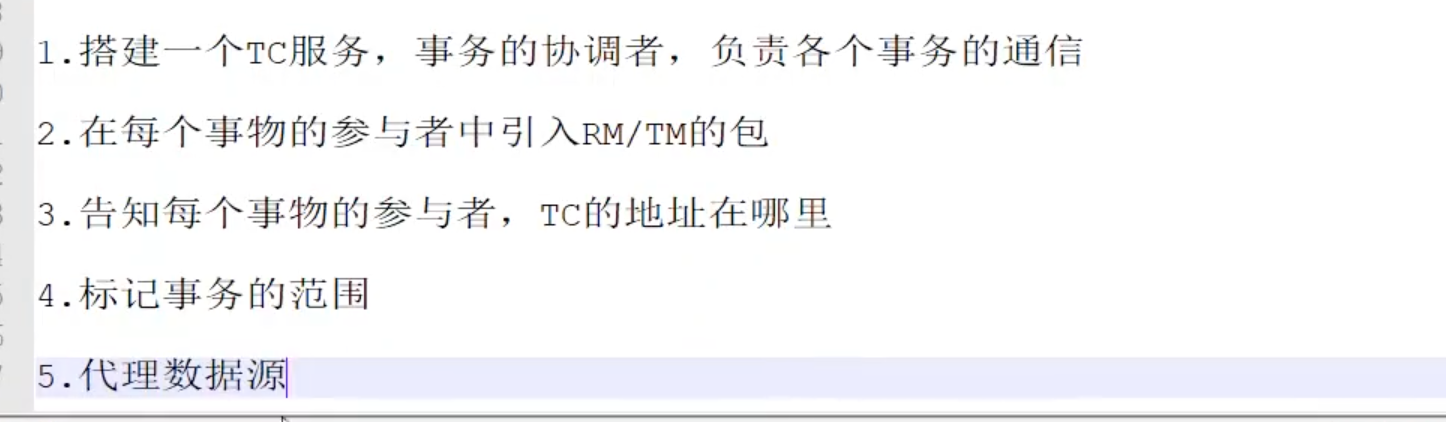 1.搭建一个TC服务，事务的协调者，负责各个事务的通信
2.在每个事物的参与者中引入RM/TM的包
3.告知每个事物的参与者，TC的地址在哪里
4.标记事务的范围
5.代理数据源